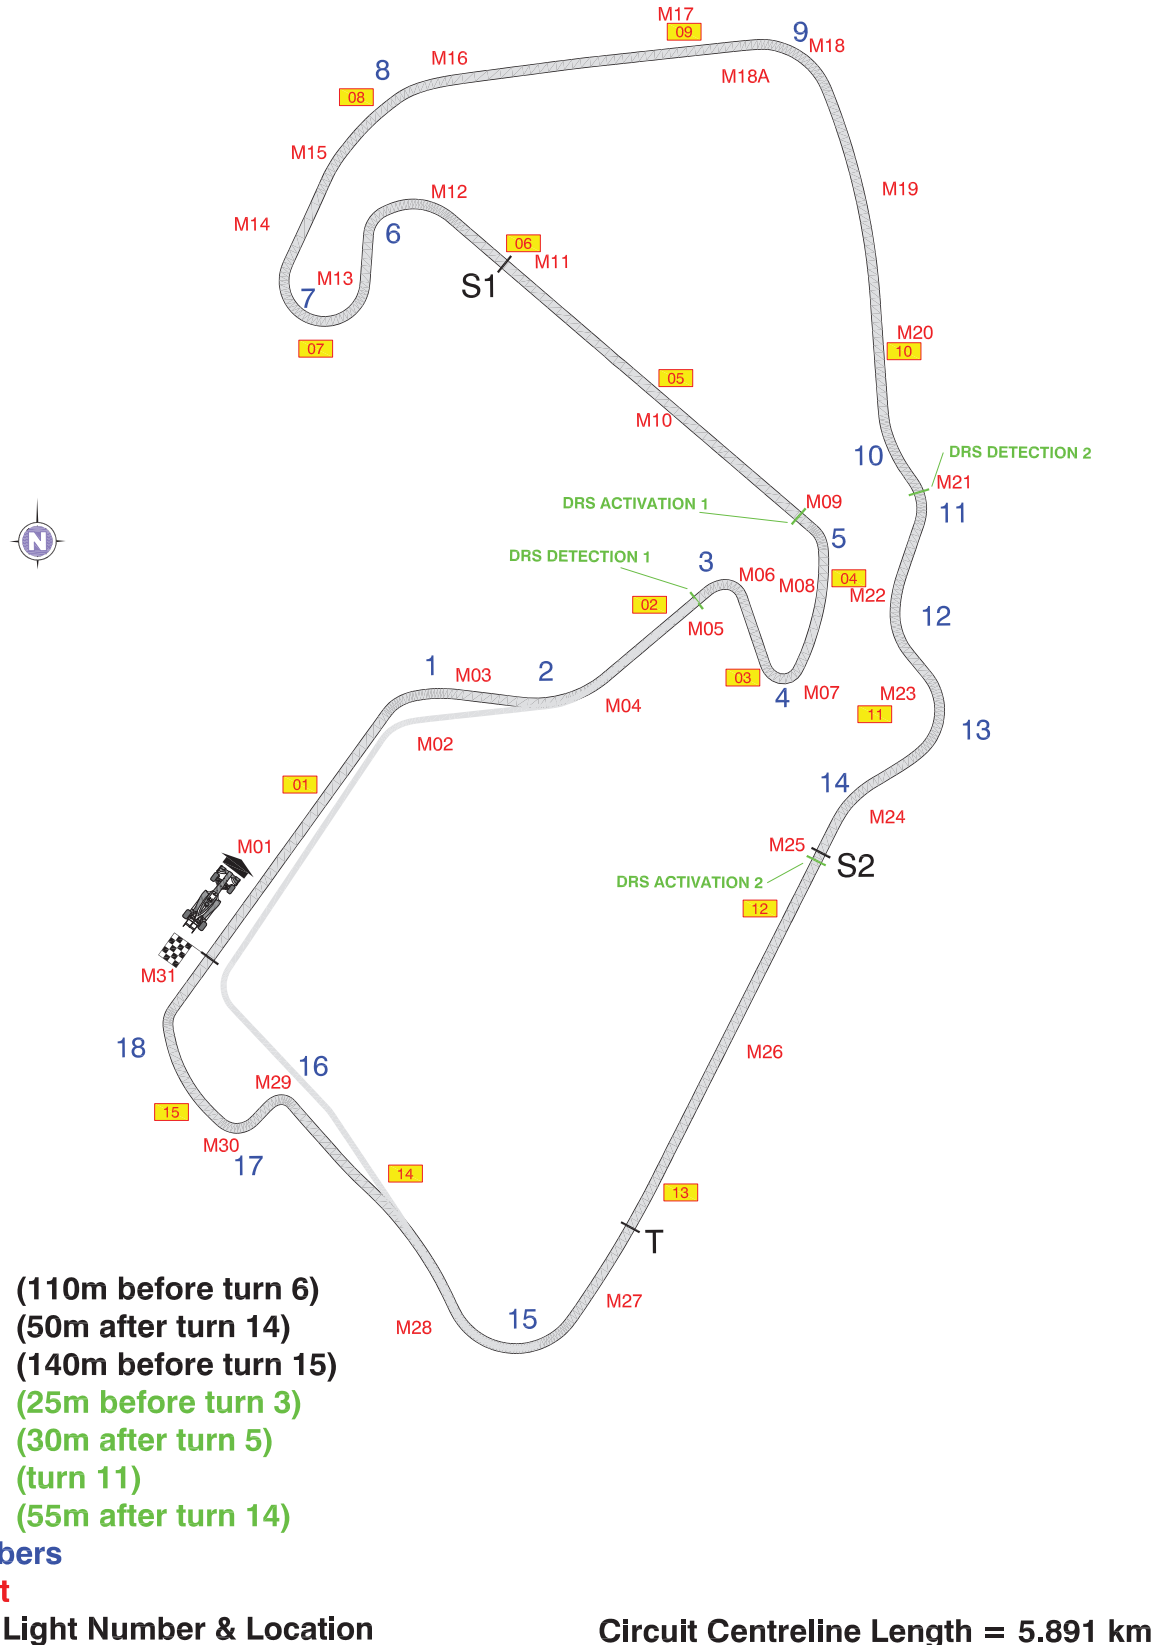 M17
09
9
M18
M16
8
M18A
08
M15
M19
M12
M14
6
06
M11
M13
S1
7
M20
07
10
05
M10
10
DRS DETECTION 2
M21
DRS ACTIVATION 1
M09
11
5
DRS DETECTION 1
3
M06
M08
04
M22
02
12
M05
1
M03
2
03
4
M07
M23
M04
11
13
M02
01
14
M24
M01
M25
S2
DRS ACTIVATION 2
12
N
M31
18
16
M26
M29
15
M30
17
14
13
T
M27
15
M28
(110m before turn 6)
(50m after turn 14)
(140m before turn 15)
(25m before turn 3)
(30m after turn 5)
(turn 11)
(55m after turn 14)
bers
t
Light Number & Location
Circuit Centreline Length = 5.891 km